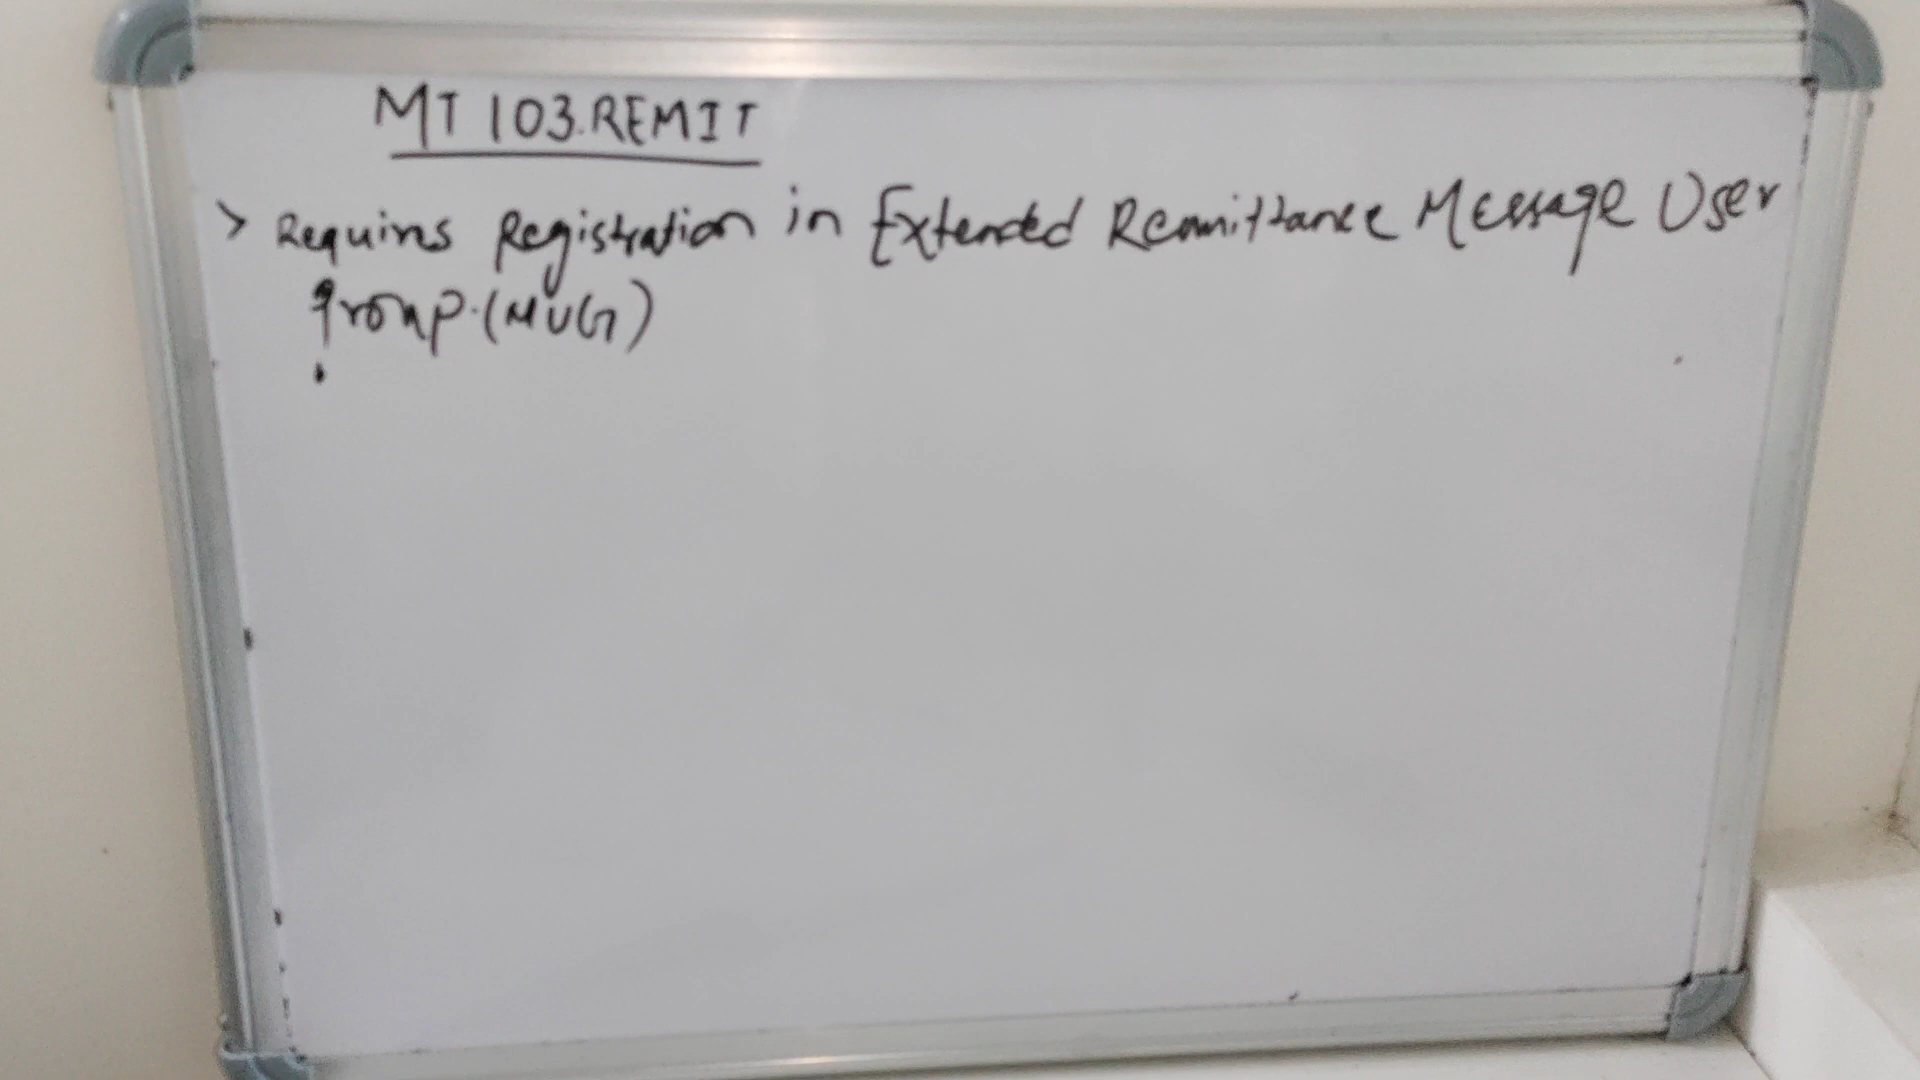 MT 103.REMIT
> Requires Registration in Extended Remittance Message User
group.(MUG)